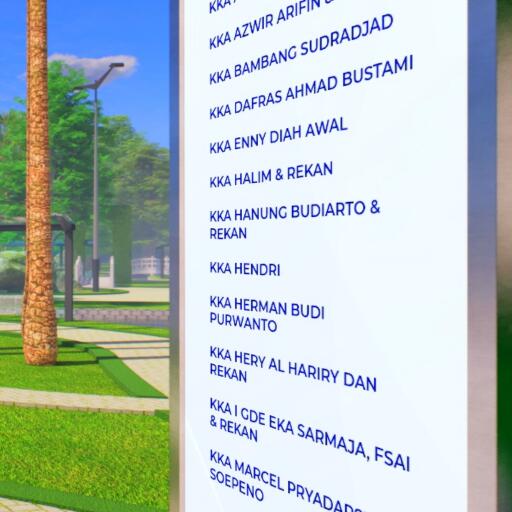 KKA
KKA AZWIR ARIFIN &
KKA BAMBANG SUDRADJAD
KKA DAFRAS AHMAD BUSTAMI
KKA ENNY DIAH AWAL
KKA HALIM & REKAN
KKA HANUNG BUDIARTO &
REKAN
KKA HENDRI
KKA HERMAN BUDI
PURWANTO
KKA HERY AL HARIRY DAN
REKAN
KKA I GDE EKA SARMAJA, FSAI
& REKAN
KKA MARCEL
SOEPENO